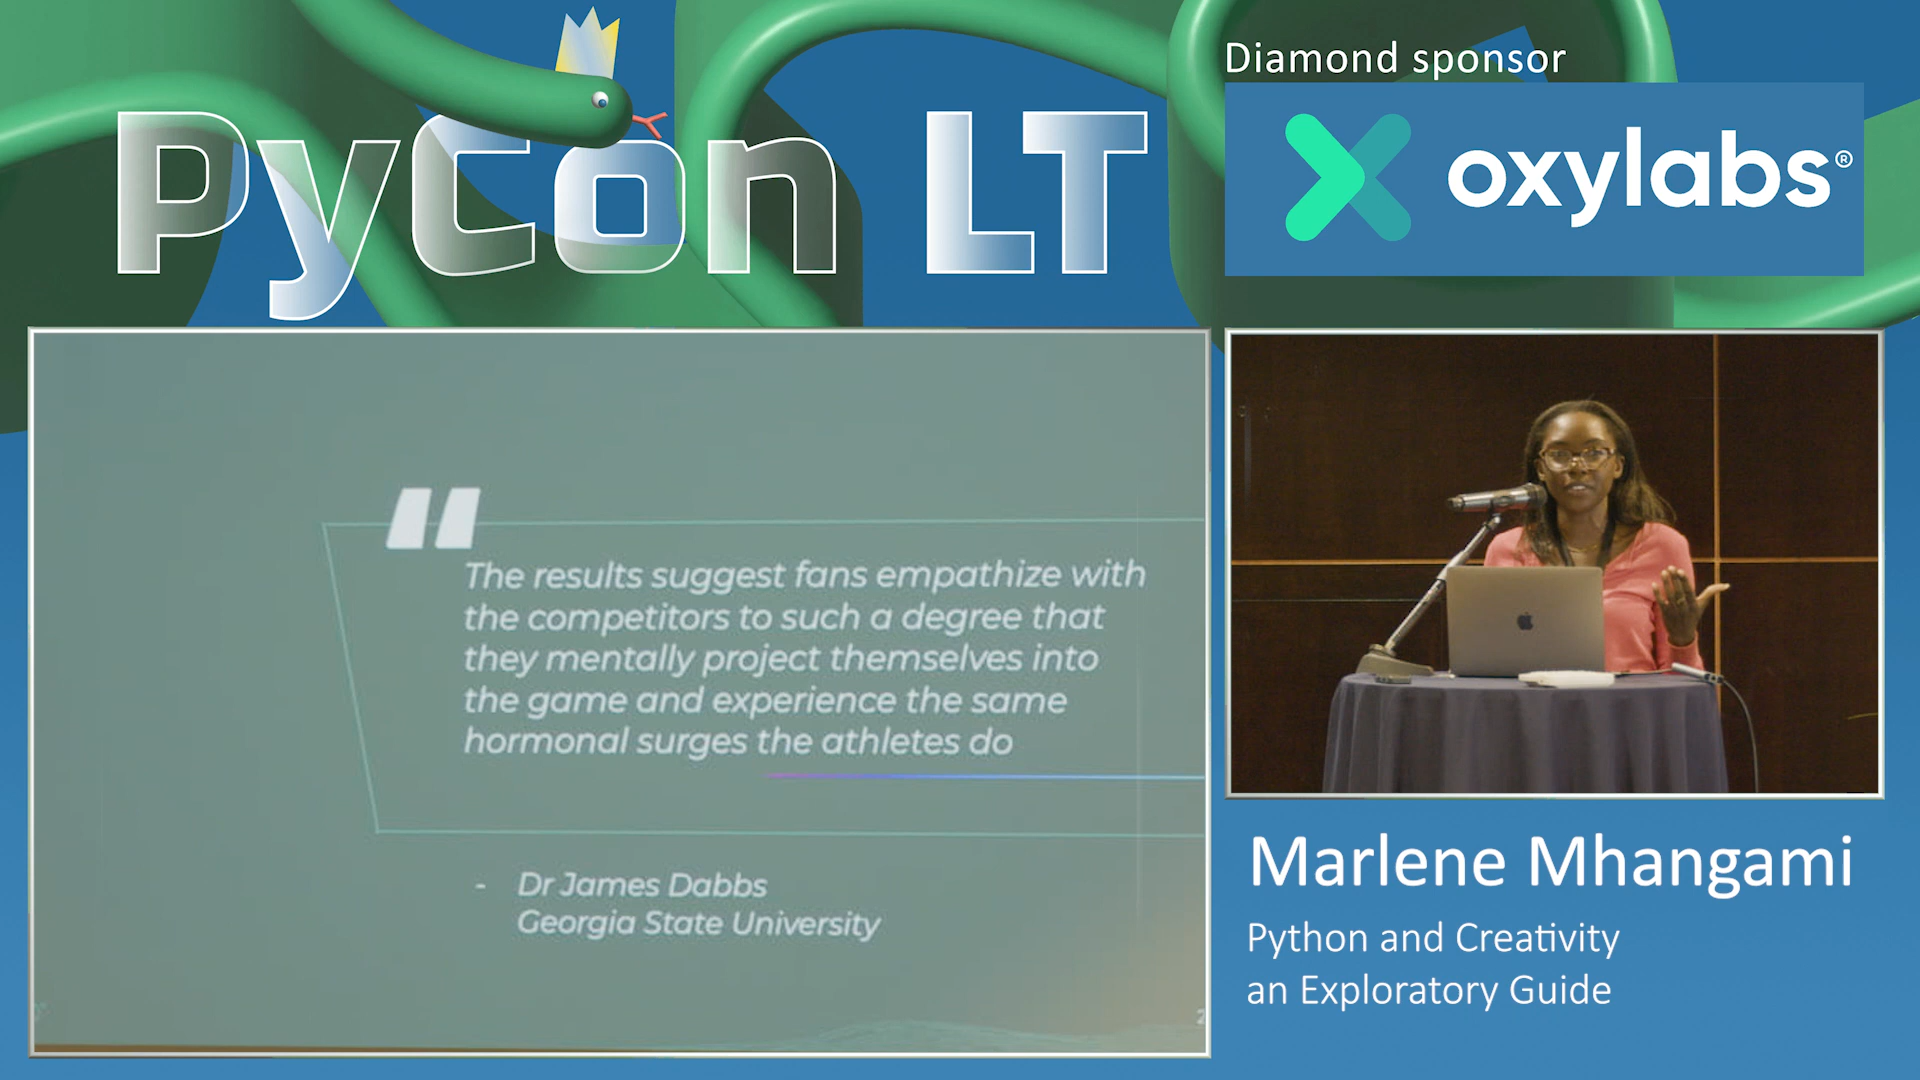 PyCon LT
Diamond sponsor
oxylabs®
“
The results suggest fans empathize with
the competitors to such a degree that
they mentally project themselves into
the game and experience the same
hormonal surges the athletes do
- Dr James Dabbs
Georgia State University
Marlene Mhangami
Python and Creativity
an Exploratory Guide